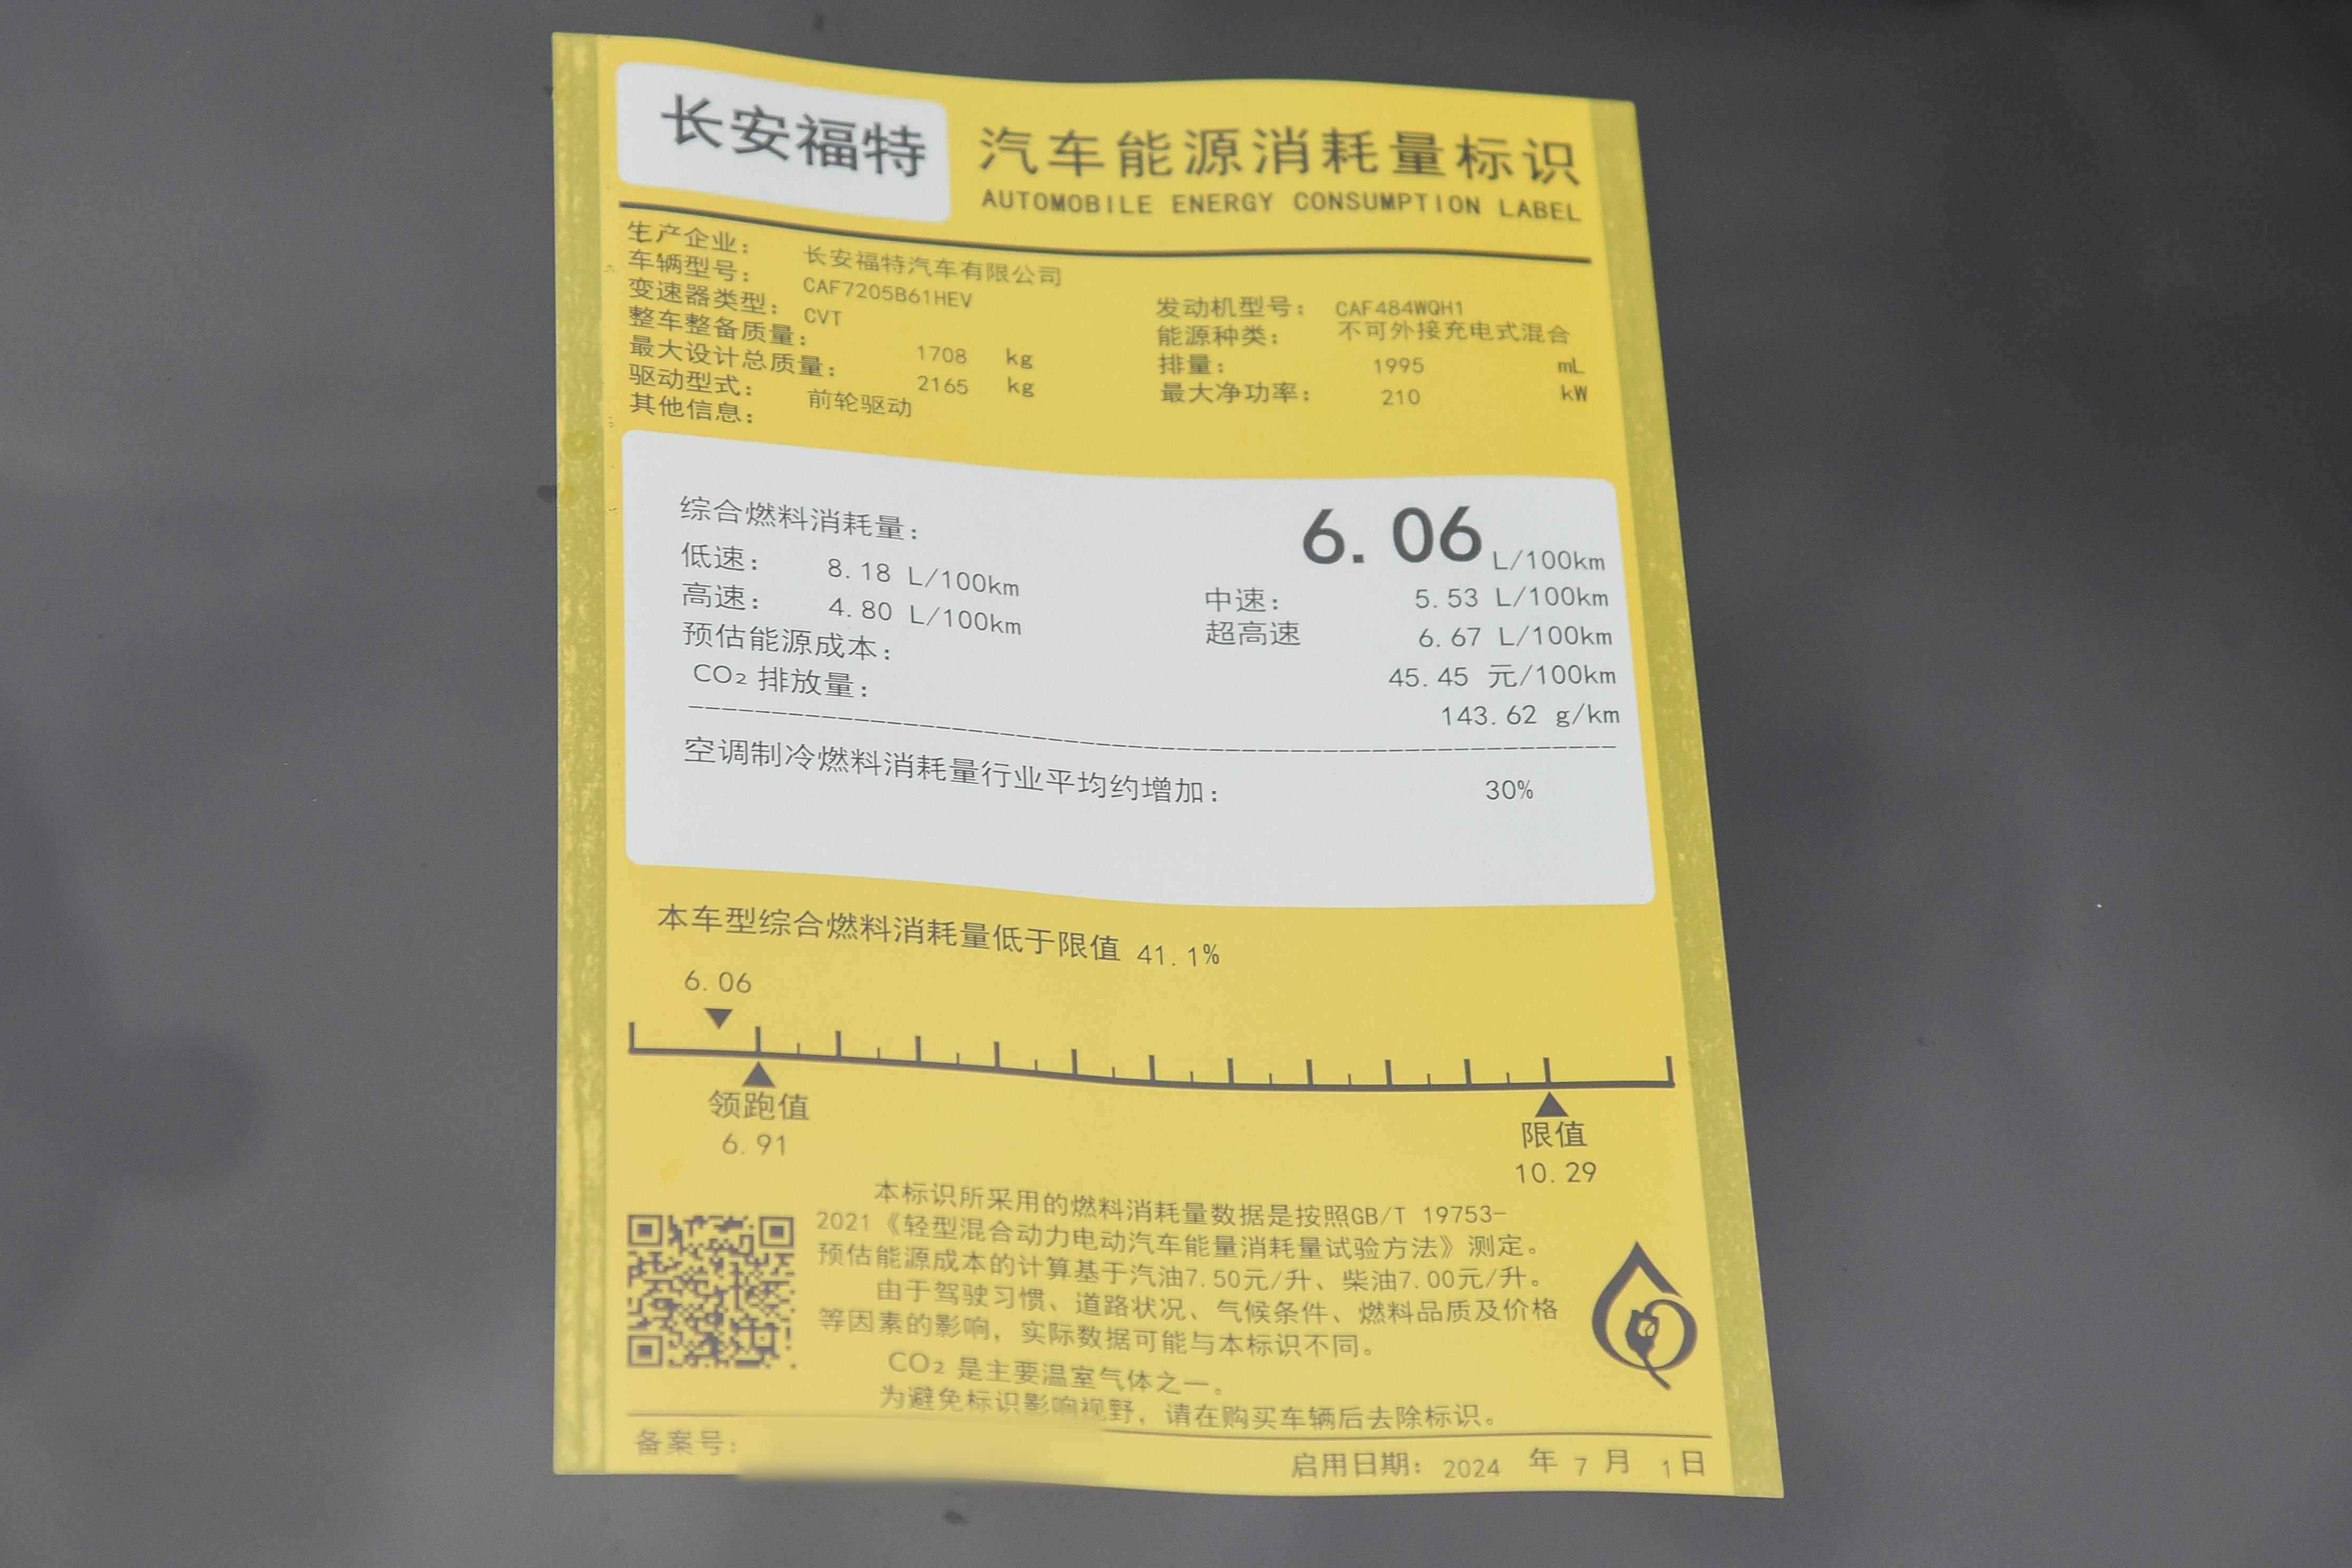 长安福特
汽车能源消耗量标识
AUTOMOBILE ENERGY CONSUMPTION LABEL
生产企业： 长安福特汽车有限公司
车辆型号： CAF7205B61HEV
发动机型号： CAF484WQH1
变速器类型： CVT
能源种类： 不可外接充电式混合
整车整备质量： 1708 kg
排量： 1995 mL
最大设计总质量： 2165 kg
最大净功率： 210 kW
驱动型式： 前轮驱动
其他信息：
综合燃料消耗量： 6.06 L/100km
低速： 8.18 L/100km
中速： 5.53 L/100km
高速： 4.80 L/100km
超高速 6.67 L/100km
预估能源成本： 45.45 元/100km
CO₂ 排放量： 143.62 g/km
空调制冷燃料消耗量行业平均约增加： 30%
本车型综合燃料消耗量低于限值 41.1%
6.06
领跑值
6.91
限值
10.29
本标识所采用的燃料消耗量数据是按照GB/T 19753-
2021《轻型混合动力电动汽车能量消耗量试验方法》测定。
预估能源成本的计算基于汽油7.50元/升、柴油7.00元/升。
由于驾驶习惯、道路状况、气候条件、燃料品质及价格
等因素的影响，实际数据可能与本标识不同。
CO₂ 是主要温室气体之一。
为避免标识影响视野，请在购买车辆后去除标识。
备案号：
启用日期： 2024 年 7 月 1日